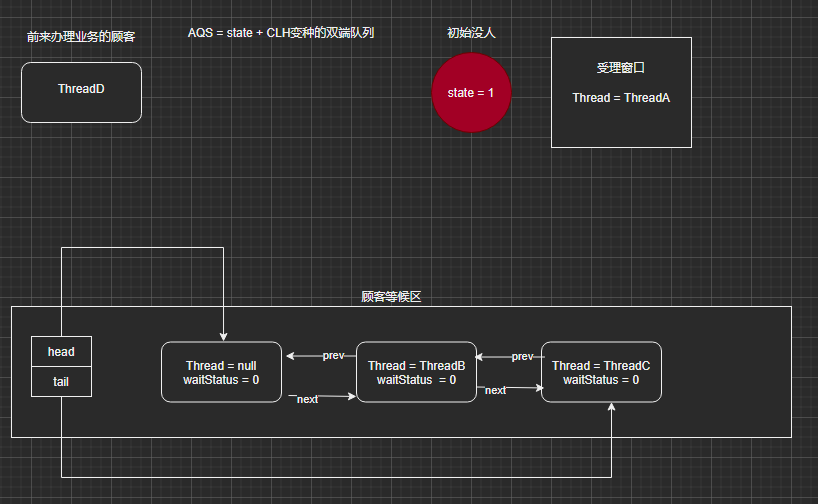 前来办理业务的顾客
AQS = state + CLH变种的双端队列
初始没人
ThreadD
state = 1
受理窗口
Thread = ThreadA
顾客等候区
head
tail
Thread = null
waitStatus = 0
prev
next
Thread = ThreadB
waitStatus = 0
prev
next
Thread = ThreadC
waitStatus = 0